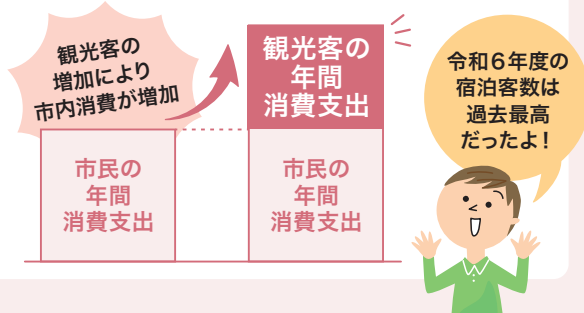 観光客の
増加により
市内消費が増加
観光客の
年間
消費支出
市民の
年間
消費支出
市民の
年間
消費支出
令和6年度の
宿泊客数は
過去最高
だったよ!